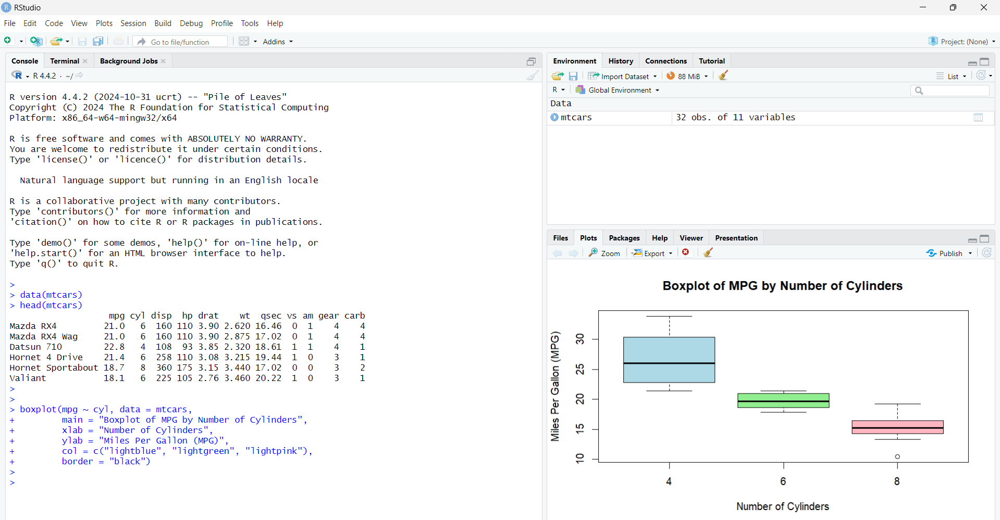 RStudio
File Edit Code View Plots Session Build Debug Profile Tools Help
Go to file/function Addins Project: (None)
Console Terminal Background Jobs
R 4.4.2 · ~/
R version 4.4.2 (2024-10-31 ucrt) -- "Pile of Leaves"
Copyright (C) 2024 The R Foundation for Statistical Computing
Platform: x86_64-w64-mingw32/x64
R is free software and comes with ABSOLUTELY NO WARRANTY.
You are welcome to redistribute it under certain conditions.
Type 'license()' or 'licence()' for distribution details.
Natural language support but running in an English locale
R is a collaborative project with many contributors.
Type 'contributors()' for more information and
'citation()' on how to cite R or R packages in publications.
Type 'demo()' for some demos, 'help()' for on-line help, or
'help.start()' for an HTML browser interface to help.
Type 'q()' to quit R.
>
> data(mtcars)
> head(mtcars)
                   mpg cyl disp  hp drat    wt  qsec vs am gear carb
Mazda RX4         21.0   6  160 110 3.90 2.620 16.46  0  1    4    4
Mazda RX4 Wag     21.0   6  160 110 3.90 2.875 17.02  0  1    4    4
Datsun 710        22.8   4  108  93 3.85 2.320 18.61  1  1    4    1
Hornet 4 Drive    21.4   6  258 110 3.08 3.215 19.44  1  0    3    1
Hornet Sportabout 18.7   8  360 175 3.15 3.440 17.02  0  0    3    2
Valiant           18.1   6  225 105 2.76 3.460 20.22  1  0    3    1
>
>
> boxplot(mpg ~ cyl, data = mtcars,
+         main = "Boxplot of MPG by Number of Cylinders",
+         xlab = "Number of Cylinders",
+         ylab = "Miles Per Gallon (MPG)",
+         col = c("lightblue", "lightgreen", "lightpink"),
+         border = "black")
>
>
Environment History Connections Tutorial
Import Dataset 88 MiB List
R Global Environment
Data
mtcars 32 obs. of 11 variables
Files Plots Packages Help Viewer Presentation
Zoom Export Publish
Boxplot of MPG by Number of Cylinders
Miles Per Gallon (MPG)
30
25
20
15
10
4 6 8
Number of Cylinders